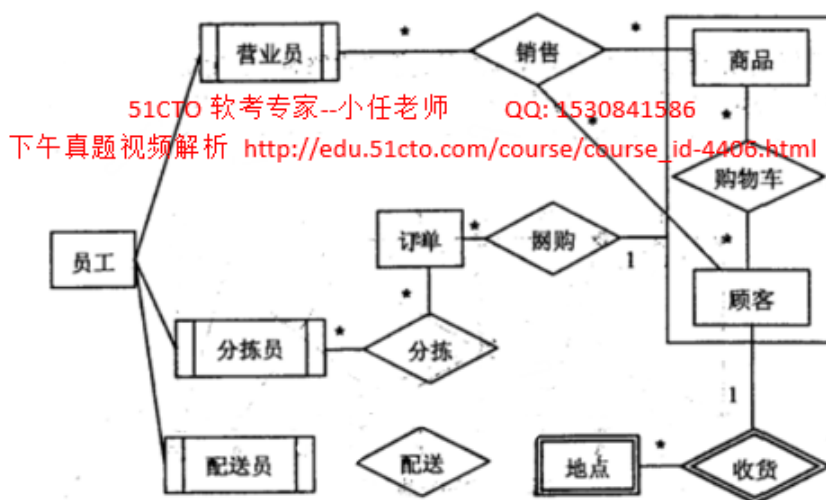 营业员 * 销售 * 商品
51CTO 软考专家--小任老师 QQ: 1530841586
* *
下午真题视频解析 http://edu.51cto.com/course/course_id-4406.html
购物车
订单 * 网购 1 *
员工
* 顾客
分拣员 * 分拣
1
配送员 配送 地点 * 收货